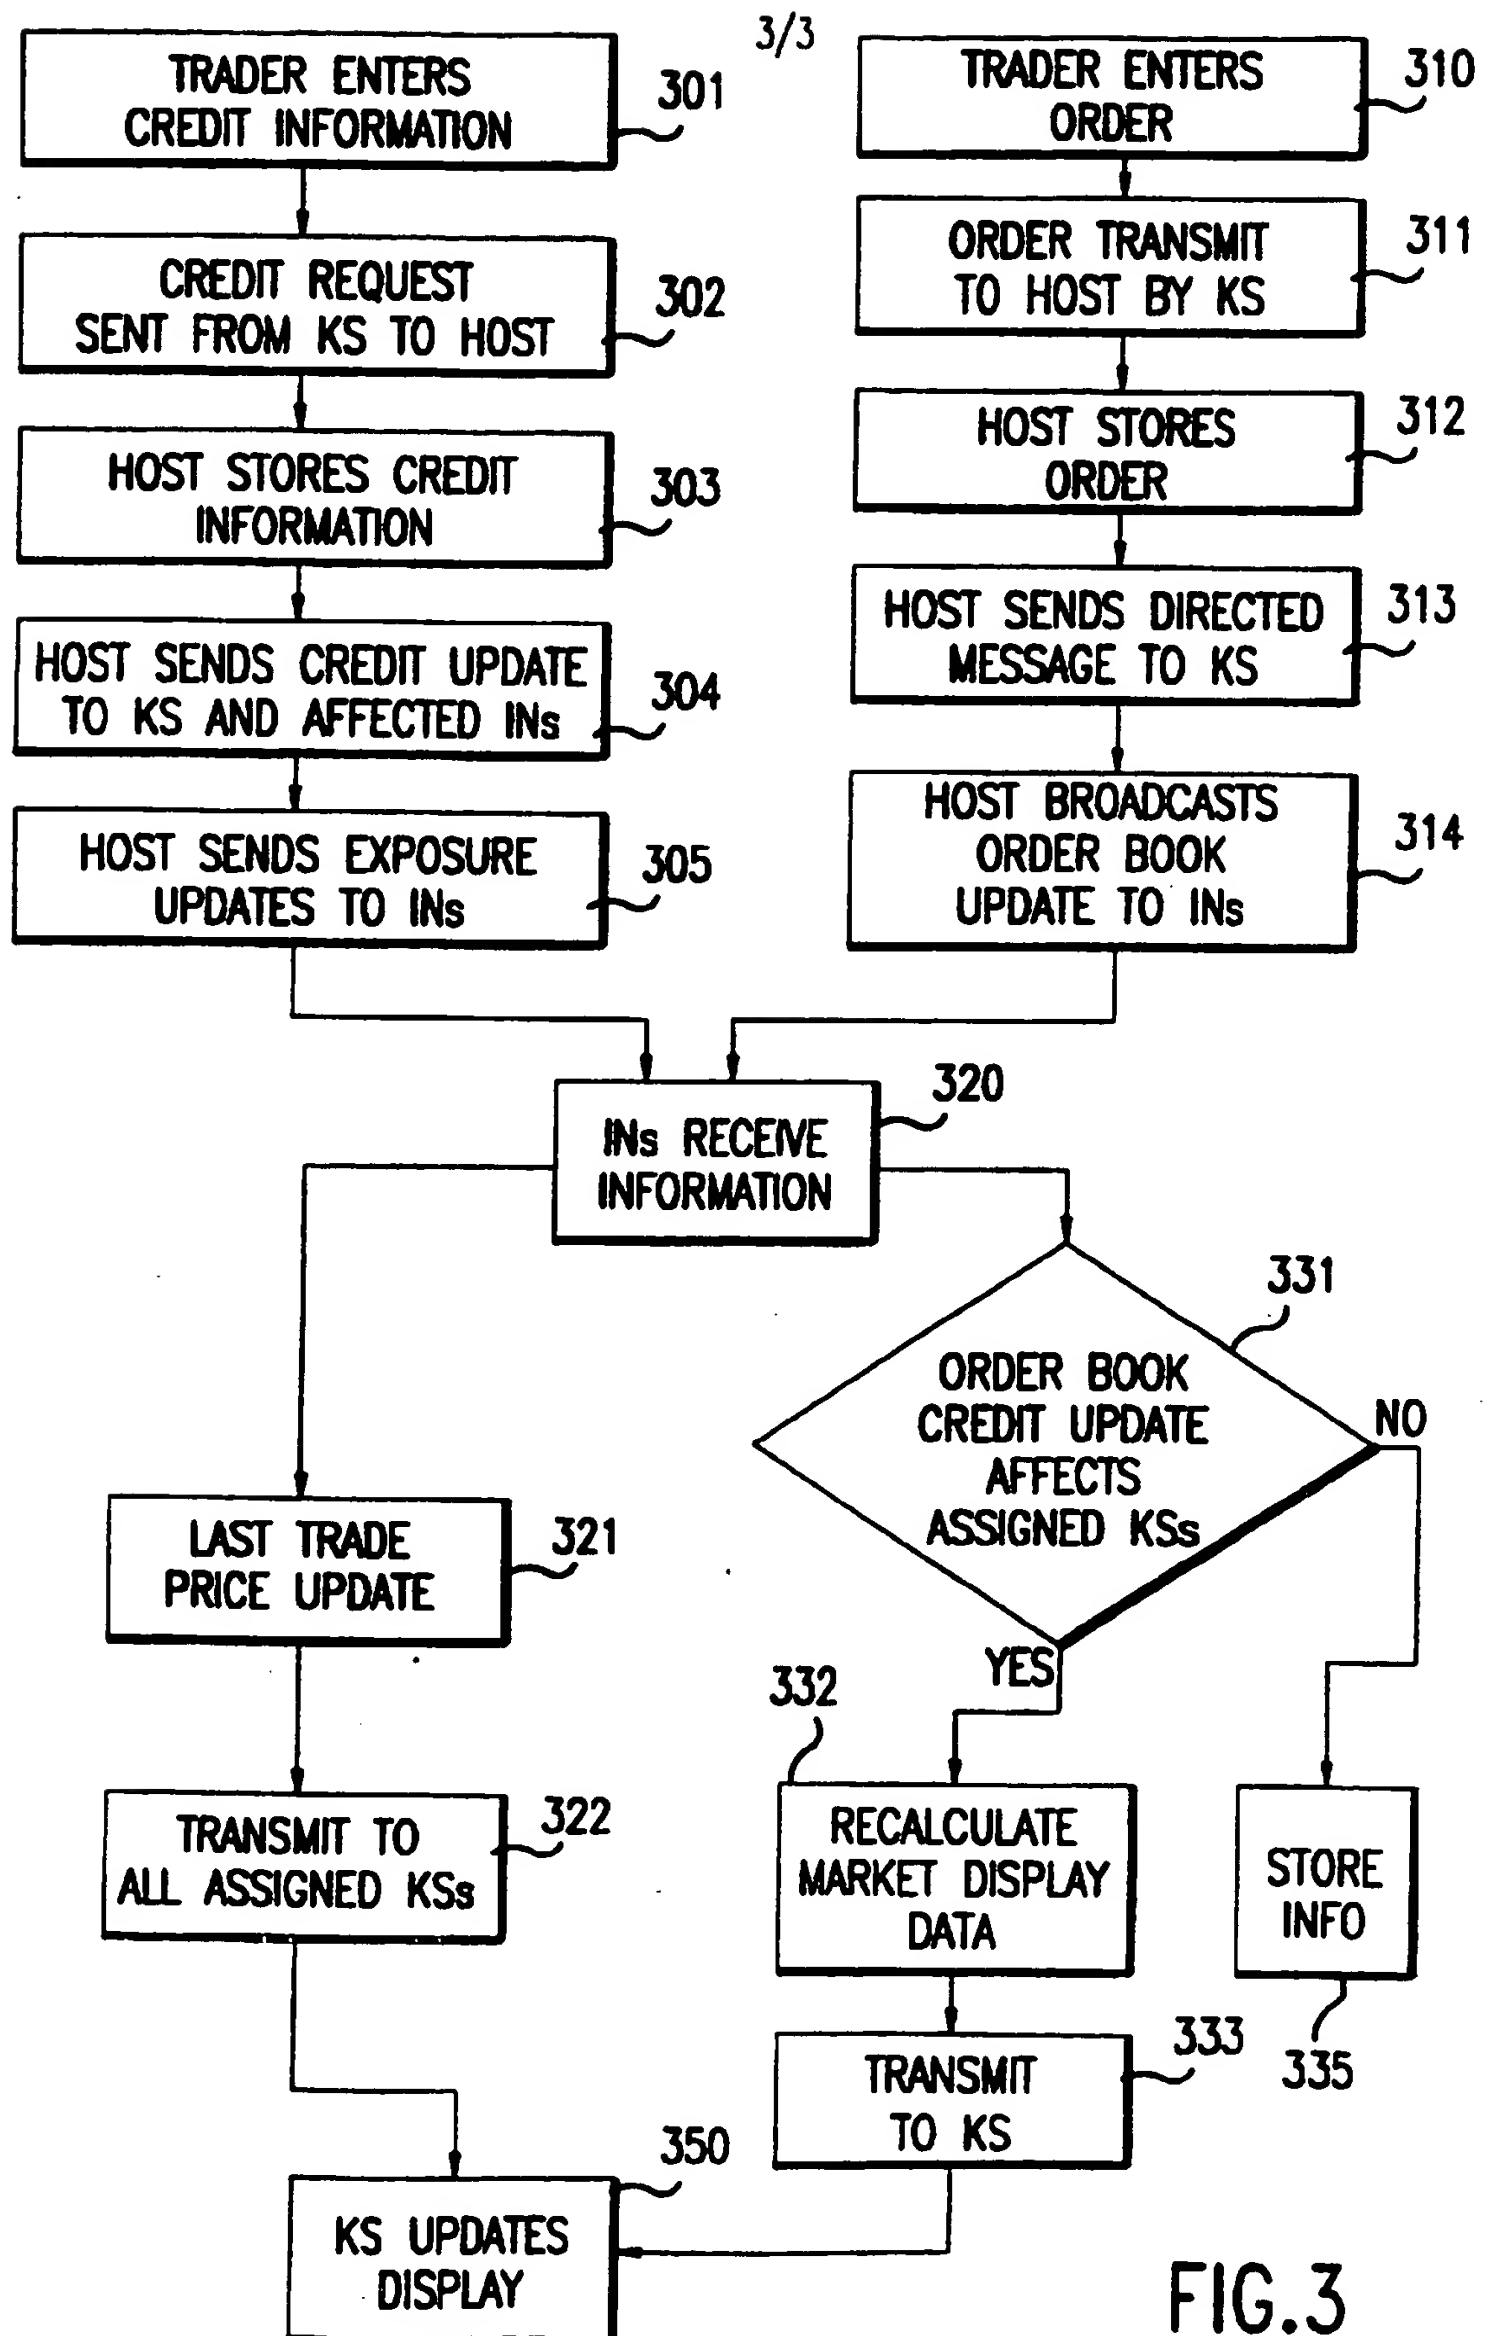 3/3
TRADER ENTERS
CREDIT INFORMATION
301
CREDIT REQUEST
SENT FROM KS TO HOST
302
HOST STORES CREDIT
INFORMATION
303
HOST SENDS CREDIT UPDATE
TO KS AND AFFECTED INs
304
HOST SENDS EXPOSURE
UPDATES TO INs
305
TRADER ENTERS
ORDER
310
ORDER TRANSMIT
TO HOST BY KS
311
HOST STORES
ORDER
312
HOST SENDS DIRECTED
MESSAGE TO KS
313
HOST BROADCASTS
ORDER BOOK
UPDATE TO INs
314
INs RECEIVE
INFORMATION
320
LAST TRADE
PRICE UPDATE
321
TRANSMIT TO
ALL ASSIGNED KSs
322
ORDER BOOK
CREDIT UPDATE
AFFECTS
ASSIGNED KSs
331
NO
YES
332
RECALCULATE
MARKET DISPLAY
DATA
STORE
INFO
335
TRANSMIT
TO KS
333
KS UPDATES
DISPLAY
350
FIG.3